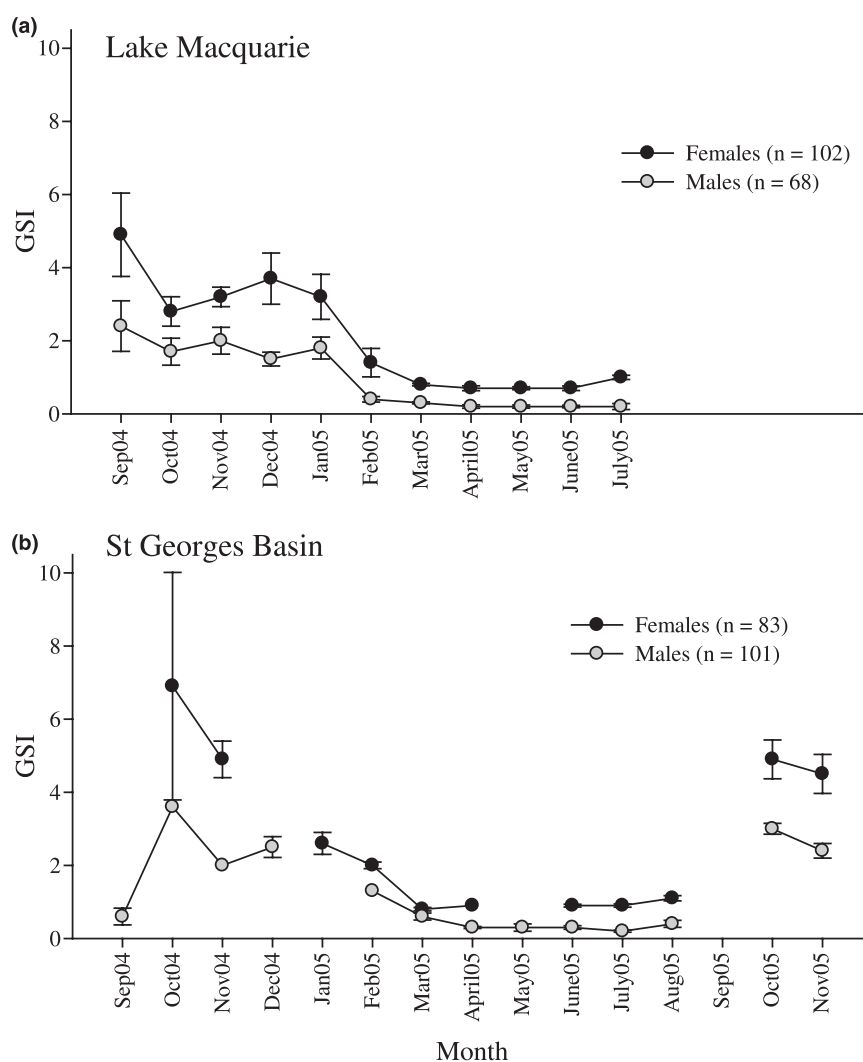 (a)
Lake Macquarie
10
8
6
4
2
0
GSI
Females (n = 102)
Males (n = 68)
Sep04
Oct04
Nov04
Dec04
Jan05
Feb05
Mar05
April05
May05
June05
July05
(b)
St Georges Basin
10
8
6
4
2
0
GSI
Females (n = 83)
Males (n = 101)
Sep04
Oct04
Nov04
Dec04
Jan05
Feb05
Mar05
April05
May05
June05
July05
Aug05
Sep05
Oct05
Nov05
Month